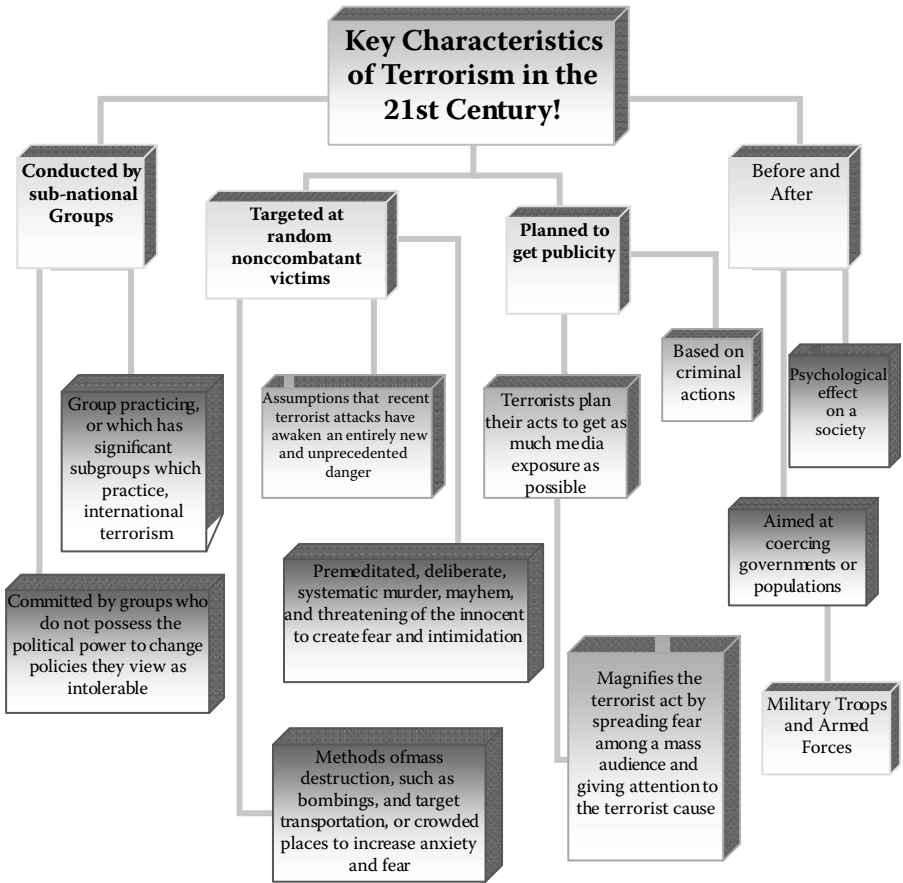 Key Characteristics
of Terrorism in the
21st Century!
Conducted by
sub-national
Groups
Targeted at
random
nonccombatant
victims
Planned to
get publicity
Before and
After
Group practicing,
or which has
significant
subgroups which
practice,
international
terrorism
Committed by groups who
do not possess the
political power to change
policies they view as
intolerable
Assumptions that recent
terrorist attacks have
awaken an entirely new
and unprecedented
danger
Premeditated, deliberate,
systematic murder, mayhem,
and threatening of the innocent
to create fear and intimidation
Methods of mass
destruction, such as
bombings, and target
transportation, or crowded
places to increase anxiety
and fear
Terrorists plan
their acts to get as
much media
exposure as
possible
Based on
criminal
actions
Magnifies the
terrorist act by
spreading fear
among a mass
audience and
giving attention to
the terrorist cause
Psychological
effect
on a
society
Aimed at
coercing
governments or
populations
Military Troops
and Armed
Forces